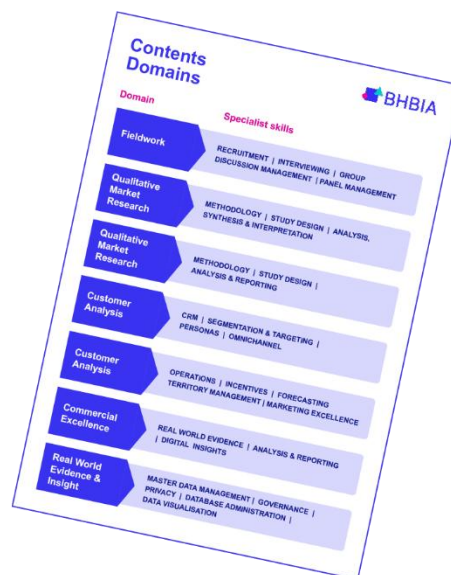 Contents
Domains
BHBIA
Domain
Specialist skills
Fieldwork
RECRUITMENT | INTERVIEWING | GROUP
DISCUSSION MANAGEMENT | PANEL MANAGEMENT
Qualitative
Market
Research
METHODOLOGY | STUDY DESIGN | ANALYSIS,
SYNTHESIS & INTERPRETATION
Qualitative
Market
Research
METHODOLOGY | STUDY DESIGN |
ANALYSIS & REPORTING
Customer
Analysis
CRM | SEGMENTATION & TARGETING |
PERSONAS | OMNICHANNEL
Customer
Analysis
OPERATIONS | INCENTIVES | FORECASTING
TERRITORY MANAGEMENT | MARKETING EXCELLENCE
Commercial
Excellence
REAL WORLD EVIDENCE | ANALYSIS & REPORTING
| DIGITAL INSIGHTS
Real World
Evidence &
Insight
MASTER DATA MANAGEMENT | GOVERNANCE |
PRIVACY | DATABASE ADMINISTRATION |
DATA VISUALISATION